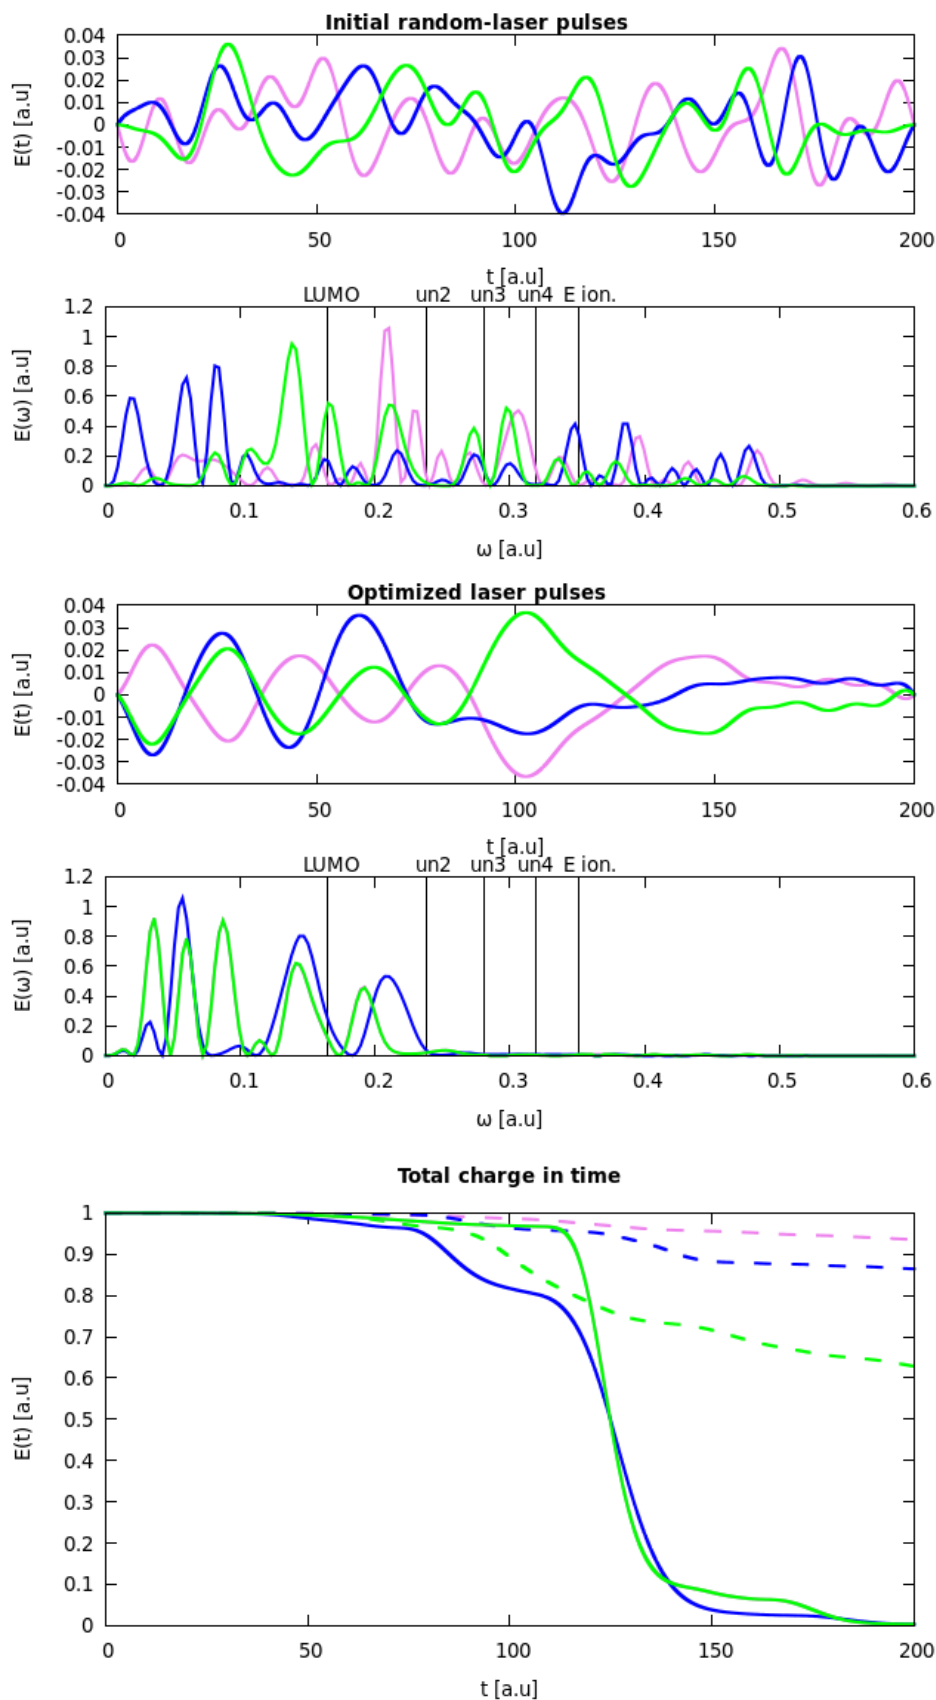 Initial random-laser pulses
0.04
0.03
0.02
0.01
0
-0.01
-0.02
-0.03
-0.04
E(t) [a.u]
0 50 100 150 200
t [a.u]
LUMO un2 un3 un4 E ion.
1.2
1
0.8
0.6
0.4
0.2
0
E(ω) [a.u]
0 0.1 0.2 0.3 0.4 0.5 0.6
ω [a.u]
Optimized laser pulses
0.04
0.03
0.02
0.01
0
-0.01
-0.02
-0.03
-0.04
E(t) [a.u]
0 50 100 150 200
t [a.u]
LUMO un2 un3 un4 E ion.
1.2
1
0.8
0.6
0.4
0.2
0
E(ω) [a.u]
0 0.1 0.2 0.3 0.4 0.5 0.6
ω [a.u]
Total charge in time
1
0.9
0.8
0.7
0.6
0.5
0.4
0.3
0.2
0.1
0
E(t) [a.u]
0 50 100 150 200
t [a.u]